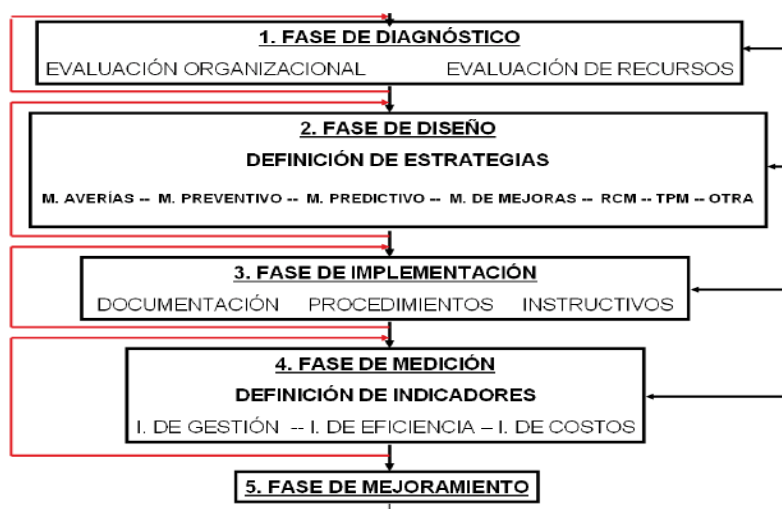 1. FASE DE DIAGNÓSTICO
EVALUACIÓN ORGANIZACIONAL EVALUACIÓN DE RECURSOS
2. FASE DE DISEÑO
DEFINICIÓN DE ESTRATEGIAS
M. AVERÍAS -- M. PREVENTIVO -- M. PREDICTIVO -- M. DE MEJORAS -- RCM -- TPM -- OTRA
3. FASE DE IMPLEMENTACIÓN
DOCUMENTACIÓN PROCEDIMIENTOS INSTRUCTIVOS
4. FASE DE MEDICIÓN
DEFINICIÓN DE INDICADORES
I. DE GESTIÓN -- I. DE EFICIENCIA – I. DE COSTOS
5. FASE DE MEJORAMIENTO